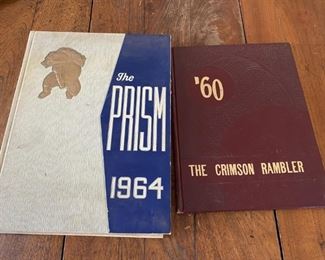 The
PRISM
1964
'60
THE CRIMSON RAMBLER